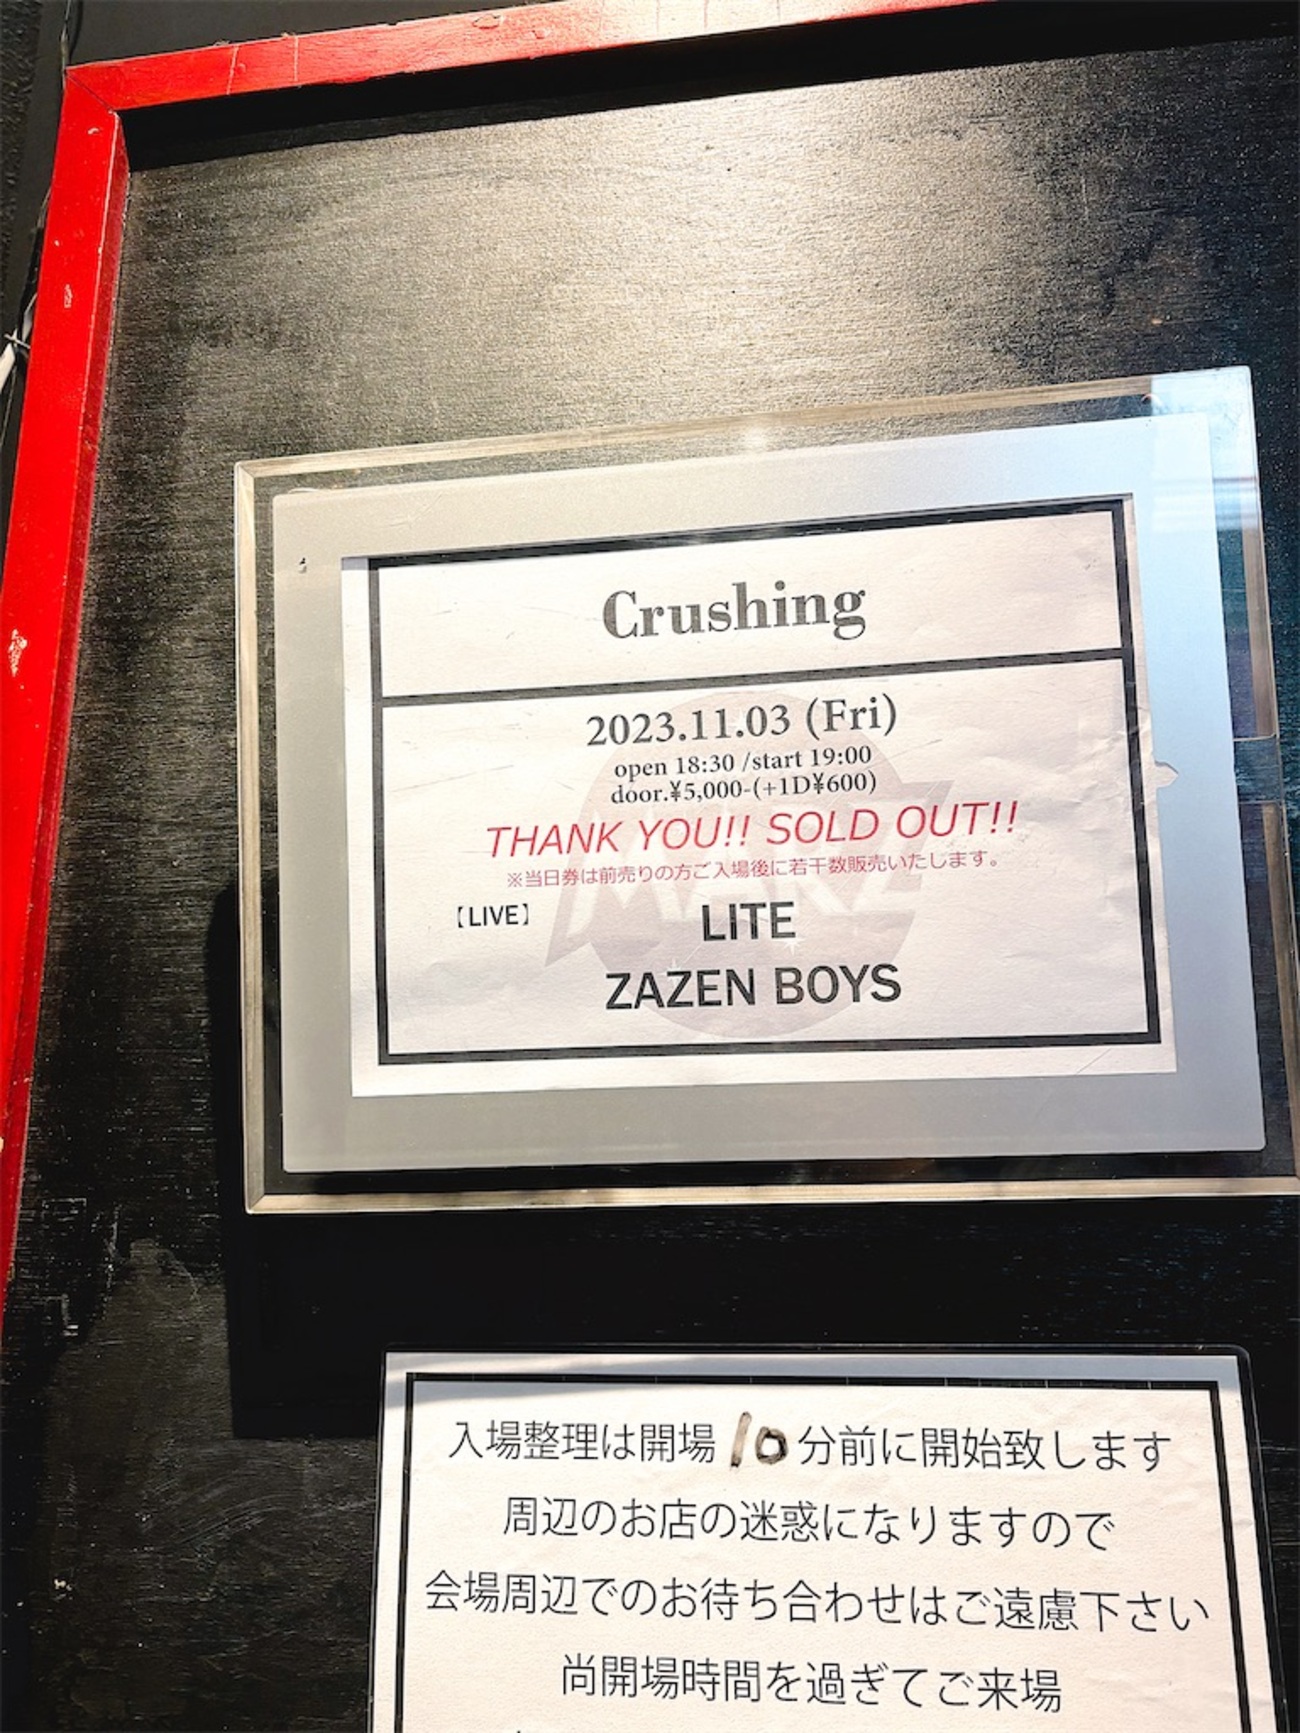 Crushing
2023.11.03 (Fri)
open 18:30 /start 19:00
door.¥5,000-(+1D¥600)
THANK YOU!! SOLD OUT!!
※当日券は前売りの方ご入場後に若干数販売いたします。
【LIVE】 LITE
ZAZEN BOYS
入場整理は開場 10 分前に開始致します
周辺のお店の迷惑になりますので
会場周辺でのお待ち合わせはご遠慮下さい
尚開場時間を過ぎてご来場